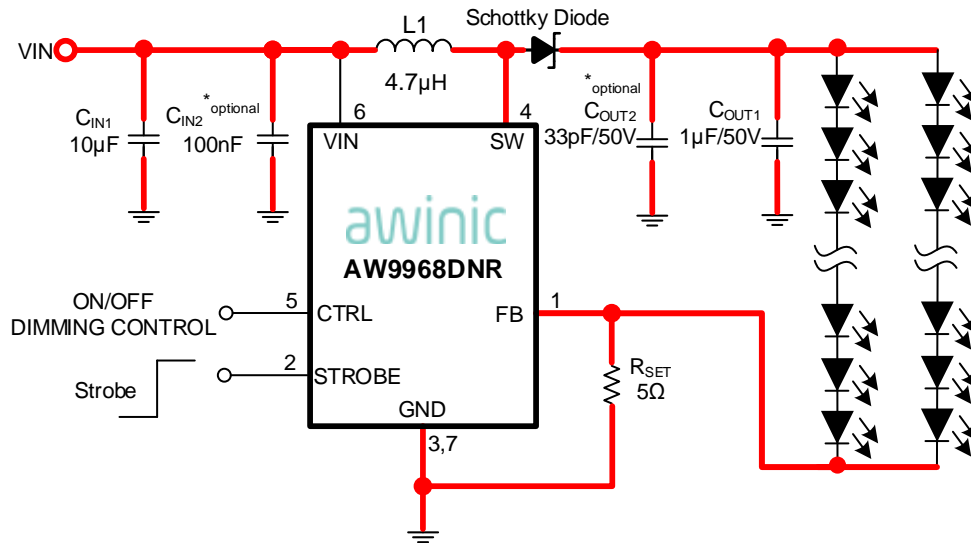 Schottky Diode
L1
VIN
4.7μH
*optional
*optional
6
4
CIN1
10μF
CIN2
100nF
VIN
SW
COUT2
33pF/50V
COUT1
1μF/50V
awinic
AW9968DNR
ON/OFF
DIMMING CONTROL
5
CTRL
FB
1
Strobe
2
STROBE
RSET
5Ω
GND
3,7